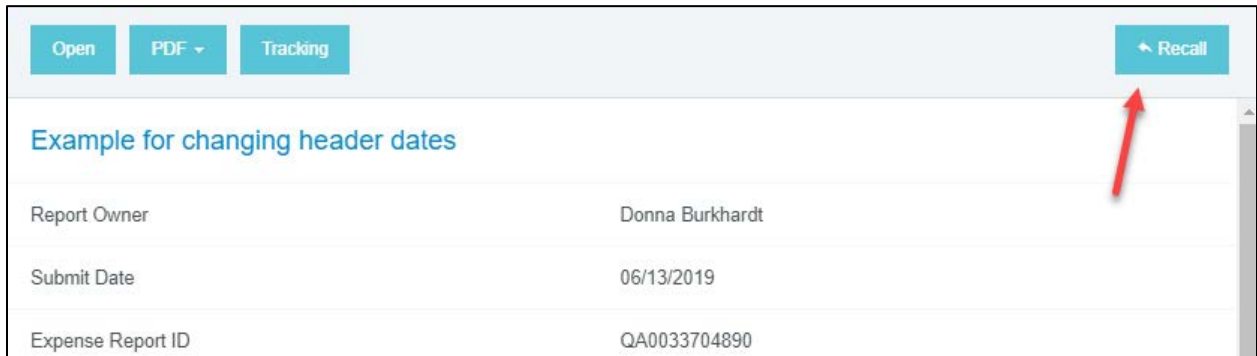 Open PDF Tracking Recall
Example for changing header dates
Report Owner Donna Burkhardt
Submit Date 06/13/2019
Expense Report ID QA0033704890